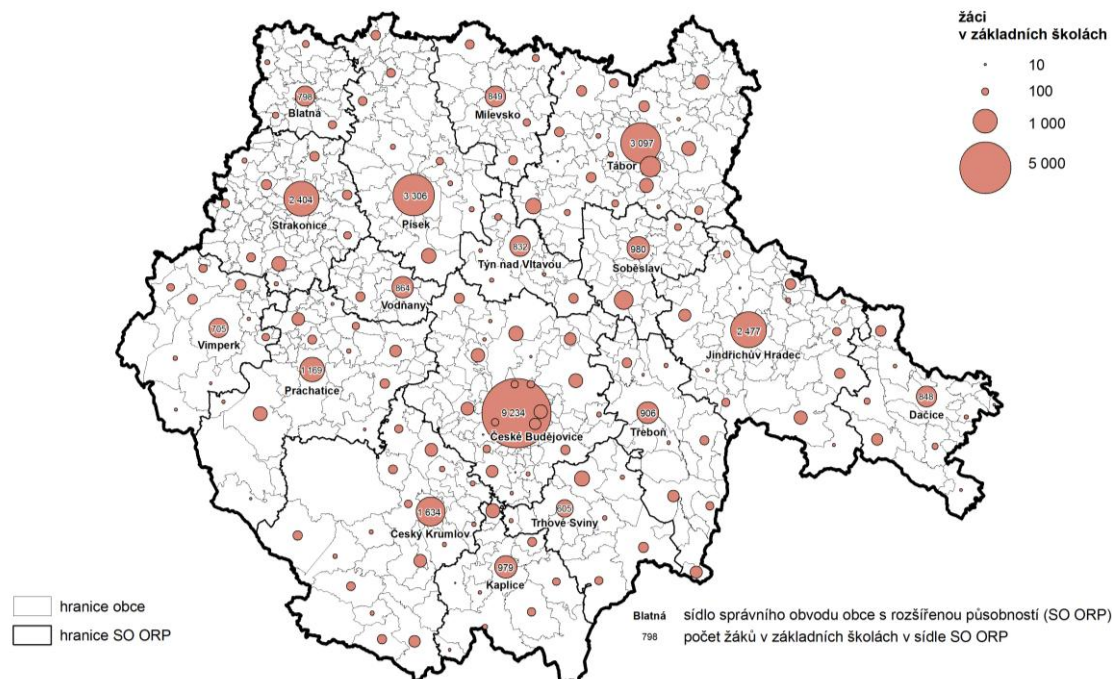 žáci
v základních školách
10
100
1 000
5 000
798
Blatná
849
Milevsko
3 097
Tábor
2 404
Strakonice
3 306
Písek
832
Týn nad Vltavou
980
Soběslav
864
Vodňany
705
Vimperk
2 477
Jindřichův Hradec
1 169
Prachatice
848
Dačice
9 234
České Budějovice
906
Třeboň
1 634
Český Krumlov
605
Trhové Sviny
979
Kaplice
hranice obce
hranice SO ORP
Blatná sídlo správního obvodu obce s rozšířenou působností (SO ORP)
798 počet žáků v základních školách v sídle SO ORP